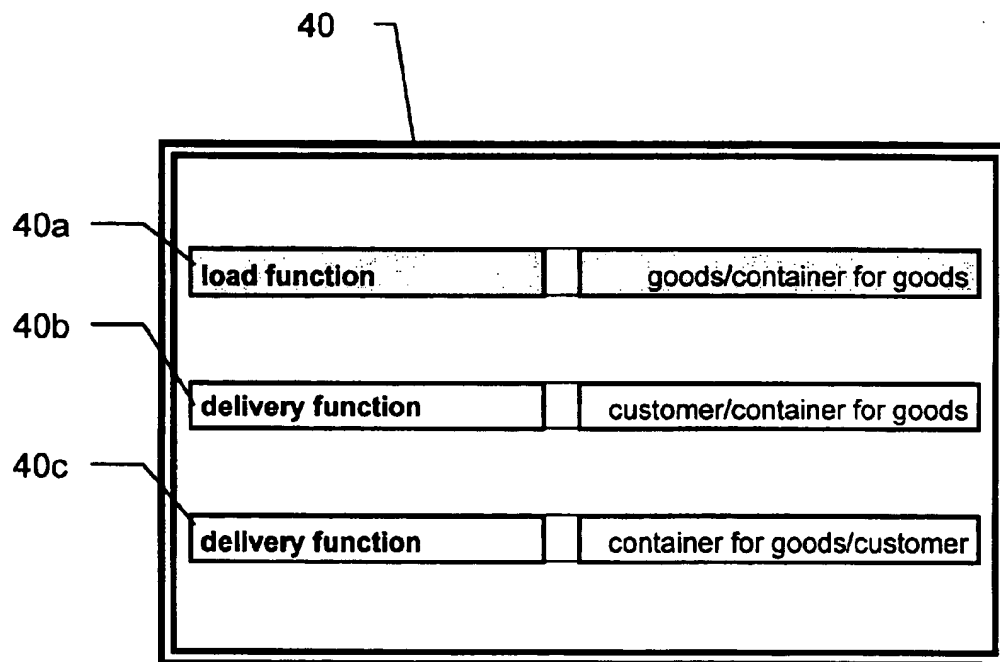 40
40a
load function goods/container for goods
40b
delivery function customer/container for goods
40c
delivery function container for goods/customer